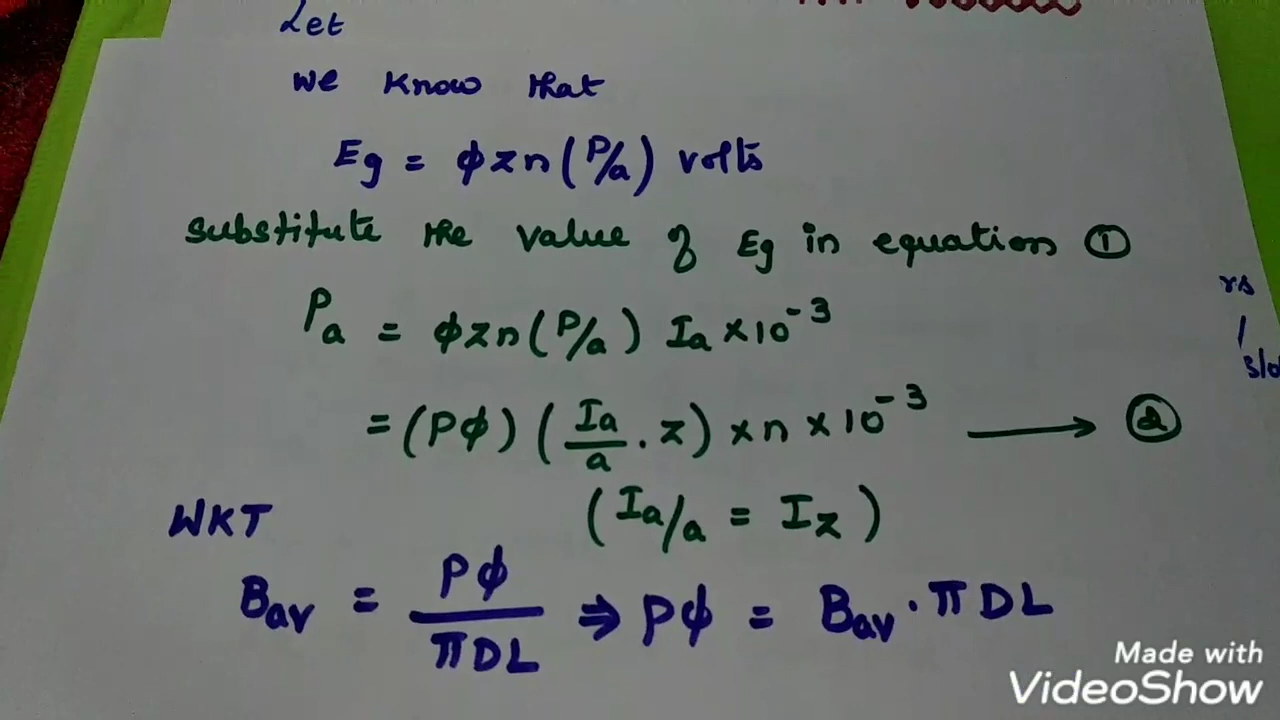 Let
we know that
Eg = ϕzn(P/a) volts
substitute the value of Eg in equation ①
Pa = ϕzn(P/a) Ia×10⁻³
= (Pϕ) (Ia/a . z) × n × 10⁻³ ⟶ ②
(Ia/a = Iz)
WKT
Bav = Pϕ/πDL ⇒ Pϕ = Bav . πDL
rs
/
Made with
VideoShow